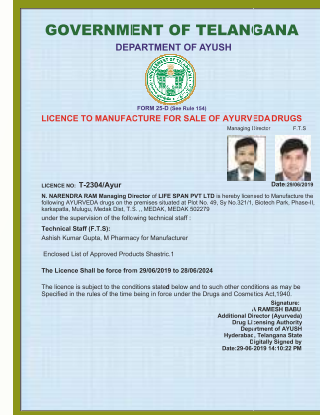 GOVERNMENT OF TELANGANA
DEPARTMENT OF AYUSH
FORM 25-D (See Rule 154)
LICENCE TO MANUFACTURE FOR SALE OF AYURVEDA DRUGS
Managing Director F.T.S
LICENCE NO: T-2304/Ayur Date:29/06/2019
N. NARENDRA RAM Managing Director of LIFE SPAN PVT LTD is hereby licensed to Manufacture the
following AYURVEDA drugs on the premises situated at Plot No. 49, Sy No.321/1, Biotech Park, Phase-II,
karkapatla, Mulugu, Medak Dist, T.S. ., MEDAK, MEDAK 502279
under the supervision of the following technical staff :
Technical Staff (F.T.S):
Ashish Kumar Gupta, M Pharmacy for Manufacturer
Enclosed List of Approved Products Shastric.1
The Licence Shall be force from 29/06/2019 to 28/06/2024
The licence is subject to the conditions stated below and to such other conditions as may be
Specified in the rules of the time being in force under the Drugs and Cosmetics Act,1940.
Signature:
A RAMESH BABU
Additional Director (Ayurveda)
Drug Licensing Authority
Department of AYUSH
Hyderabad, Telangana State
Digitally Signed by
Date:29-06-2019 14:10:22 PM